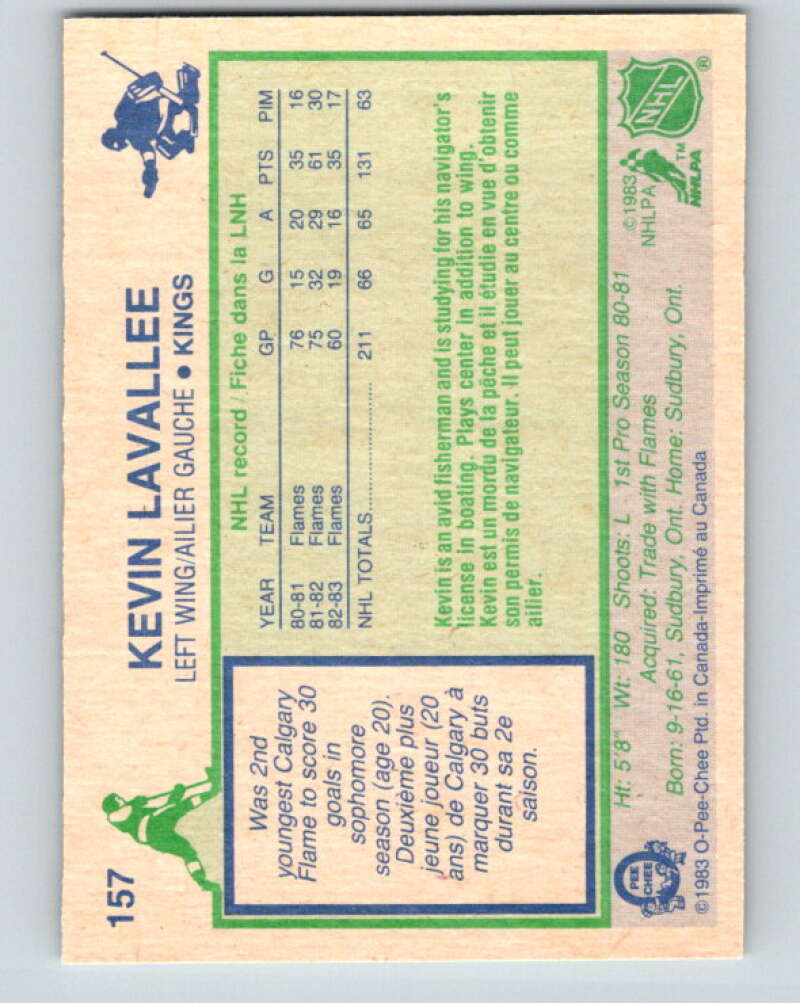 157
KEVIN LAVALLEE
LEFT WING/AILIER GAUCHE • KINGS
Was 2nd
youngest Calgary
Flame to score 30
goals in
sophomore
season (age 20).
Deuxième plus
jeune joueur (20
ans) de Calgary à
marquer 30 buts
durant sa 2e
saison.
NHL record / Fiche dans la LNH
YEAR TEAM GP G A PTS PIM
80-81 Flames 76 15 20 35 16
81-82 Flames 75 32 29 61 30
82-83 Flames 60 19 16 35 17
NHL TOTALS 211 66 65 131 63
Kevin is an avid fisherman and is studying for his navigator's
license in boating. Plays center in addition to wing.
Kevin est un mordu de la pêche et il étudie en vue d'obtenir
son permis de navigateur. Il peut jouer au centre ou comme
ailier.
Ht: 5'8" Wt: 180 Shoots: L 1st Pro Season 80-81
Acquired: Trade with Flames
Born: 9-16-61, Sudbury, Ont. Home: Sudbury, Ont.
©1983 O-Pee-Chee Ptd. in Canada-Imprimé au Canada
O
PEE
CHEE
©1983
NHLPA
NHL
®
TM
NHLPA